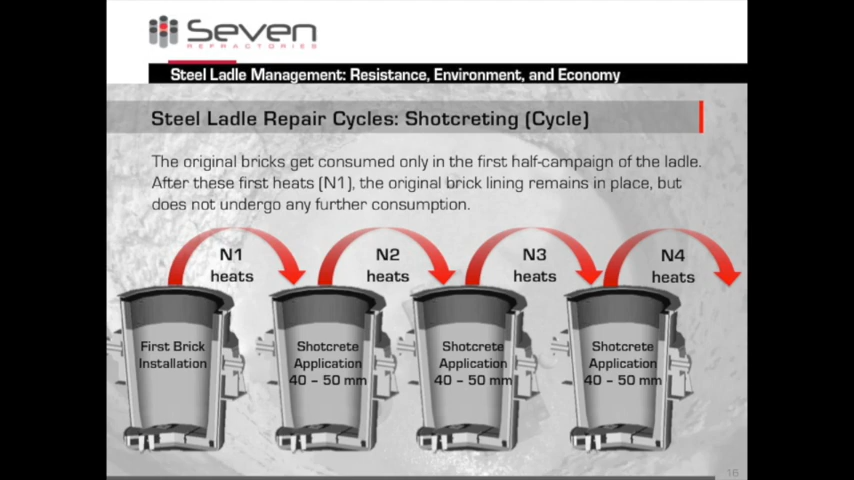 Seven
REFRACTORIES
Steel Ladle Management: Resistance, Environment, and Economy
Steel Ladle Repair Cycles: Shotcreting (Cycle)
The original bricks get consumed only in the first half-campaign of the ladle.
After these first heats (N1), the original brick lining remains in place, but
does not undergo any further consumption.
N1
heats
N2
heats
N3
heats
N4
heats
First Brick
Installation
Shotcrete
Application
40 – 50 mm
Shotcrete
Application
40 – 50 mm
Shotcrete
Application
40 – 50 mm
16